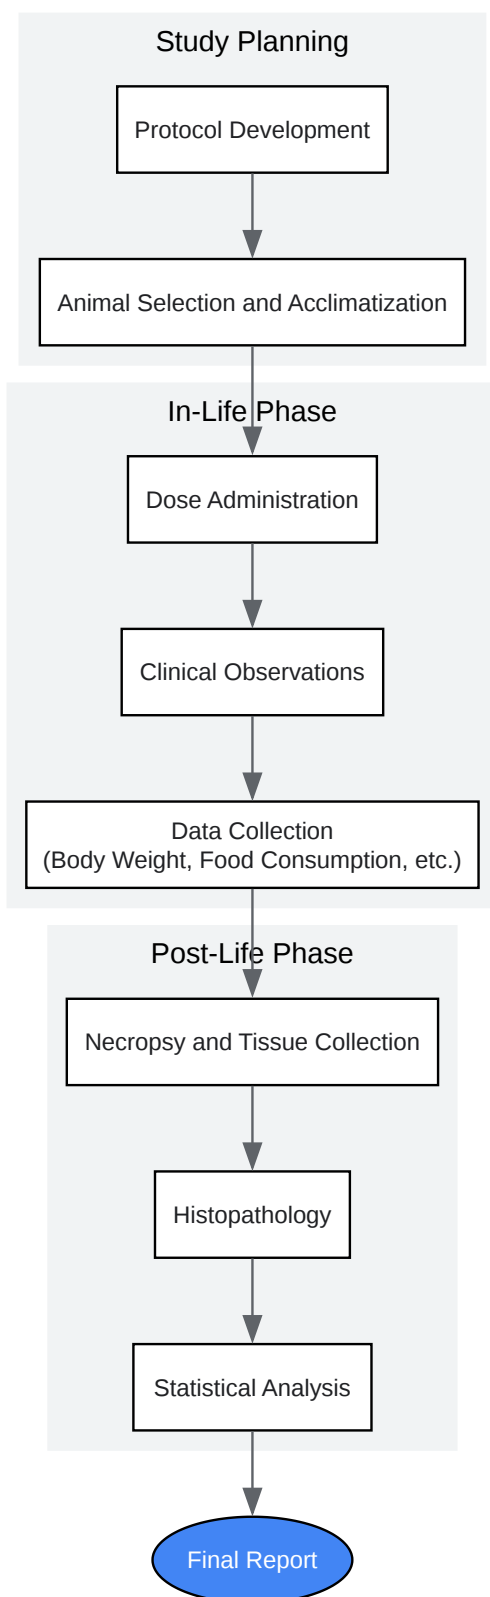 Study Planning
Protocol Development
Animal Selection and Acclimatization
In-Life Phase
Dose Administration
Clinical Observations
Data Collection
(Body Weight, Food Consumption, etc.)
Post-Life Phase
Necropsy and Tissue Collection
Histopathology
Statistical Analysis
Final Report